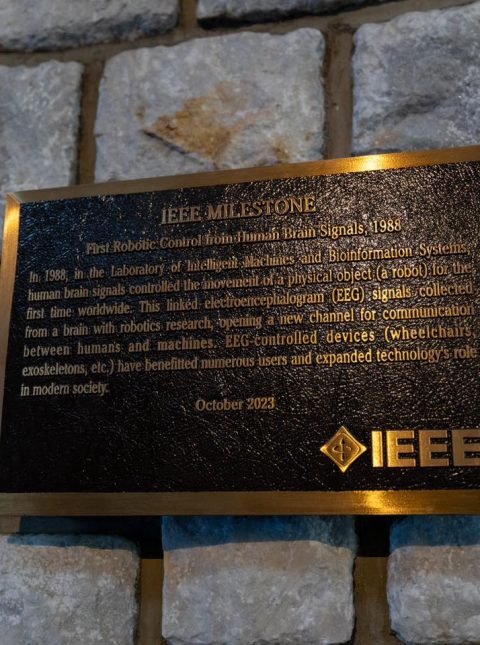 IEEE MILESTONE
First Robotic Control from Human Brain Signals, 1988
In 1988, in the Laboratory of Intelligent Machines and Bioinformation Systems,
human brain signals controlled the movement of a physical object (a robot) for the
first time worldwide. This linked electroencephalogram (EEG) signals collected
from a brain with robotics research, opening a new channel for communication
between humans and machines. EEG-controlled devices (wheelchairs,
exoskeletons, etc.) have benefitted numerous users and expanded technology's role
in modern society.
October 2023
IEEE